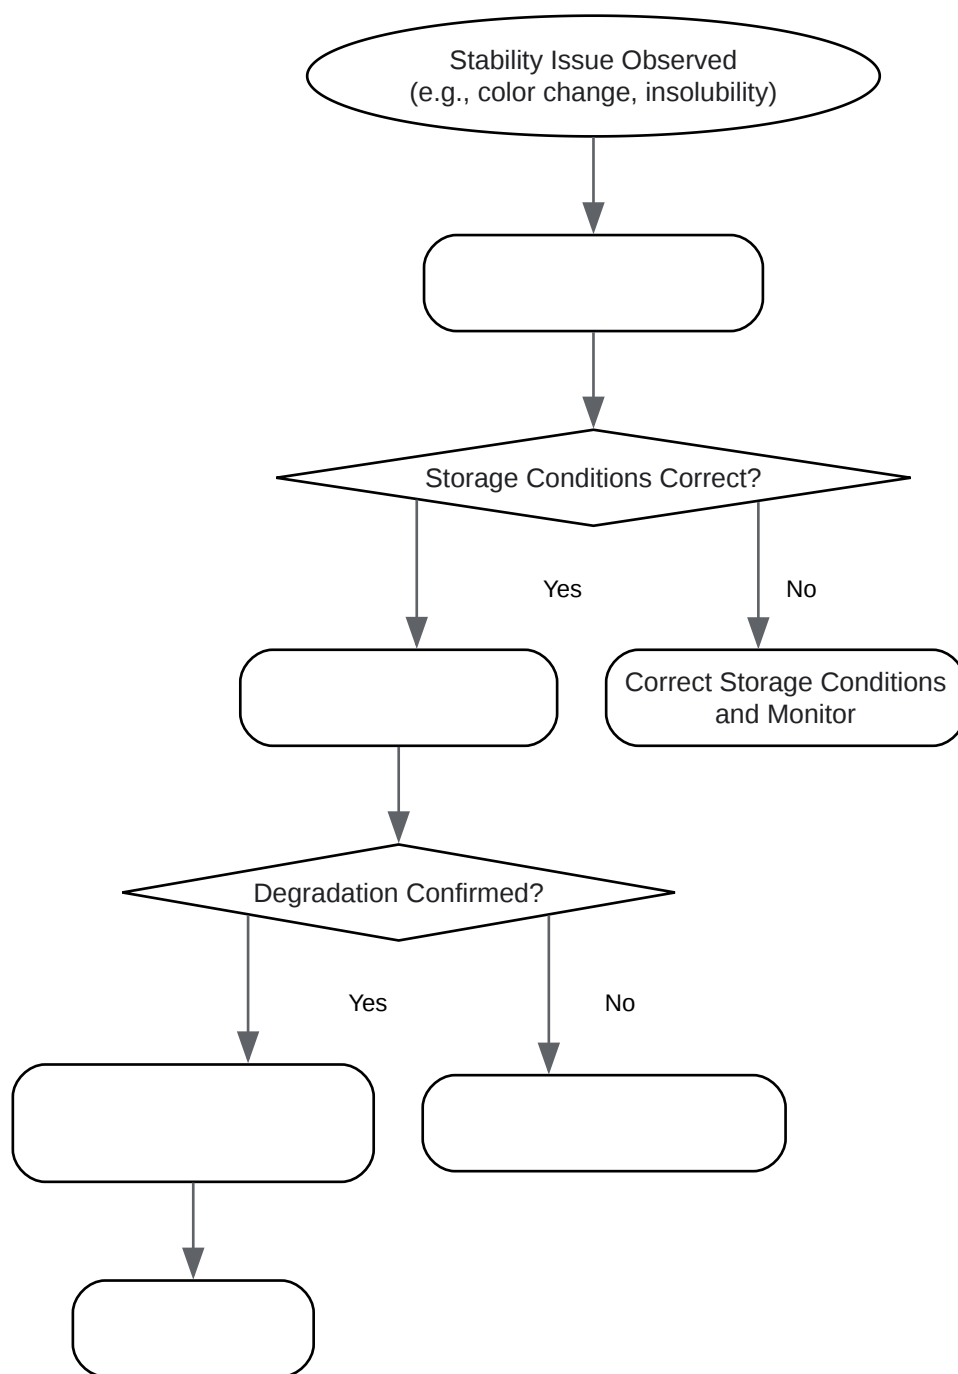 Stability Issue Observed
(e.g., color change, insolubility)
Storage Conditions Correct?
Yes
No
Correct Storage Conditions
and Monitor
Degradation Confirmed?
Yes
No